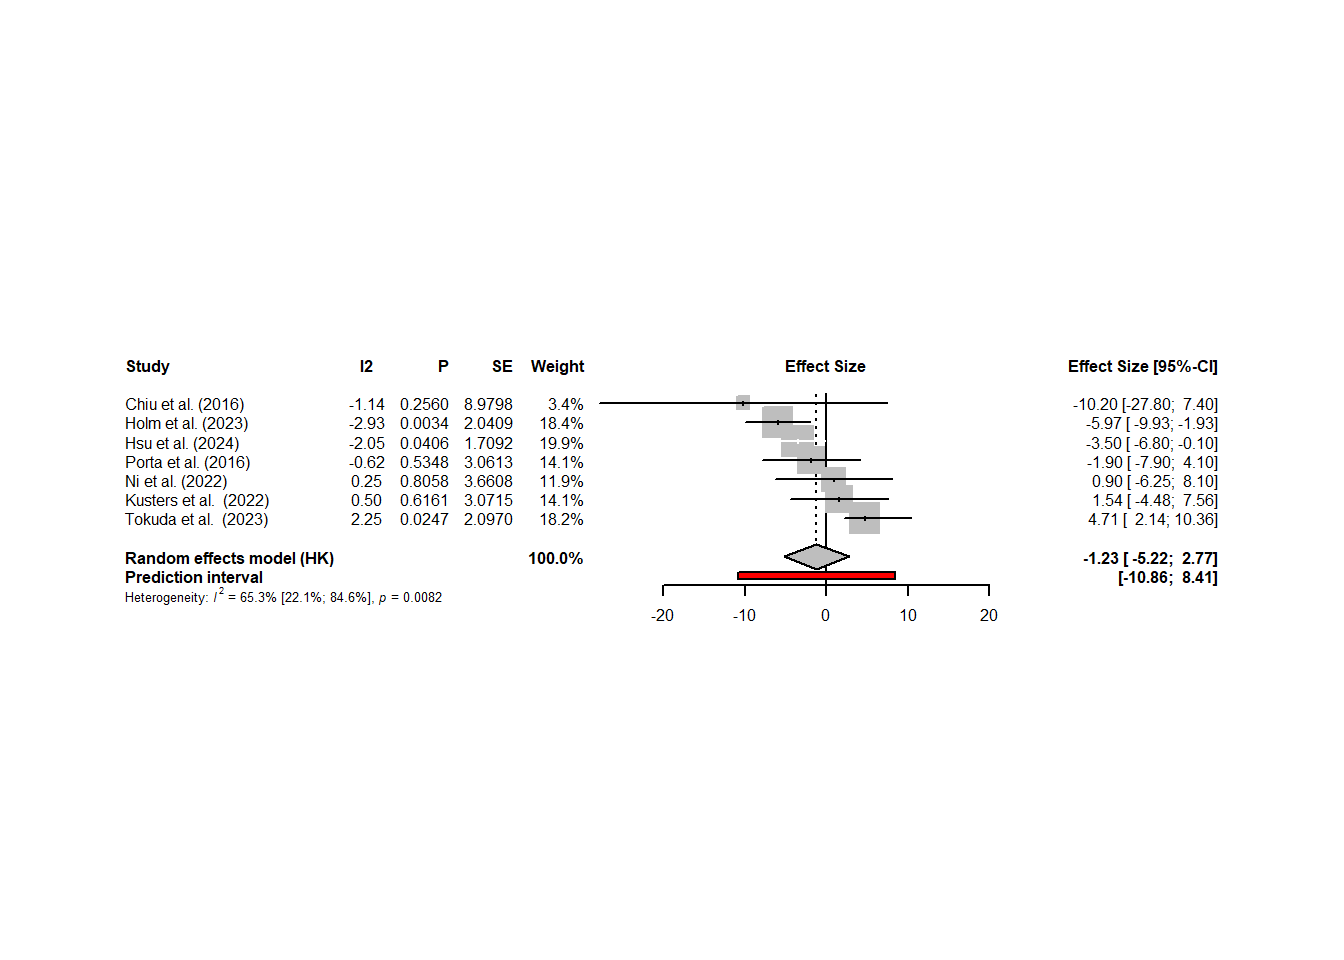 Study I2 P SE Weight Effect Size Effect Size [95%-CI]
Chiu et al. (2016) -1.14 0.2560 8.9798 3.4% -10.20 [-27.80; 7.40]
Holm et al. (2023) -2.93 0.0034 2.0409 18.4% -5.97 [ -9.93; -1.93]
Hsu et al. (2024) -2.05 0.0406 1.7092 19.9% -3.50 [ -6.80; -0.10]
Porta et al. (2016) -0.62 0.5348 3.0613 14.1% -1.90 [ -7.90; 4.10]
Ni et al. (2022) 0.25 0.8058 3.6608 11.9% 0.90 [ -6.25; 8.10]
Kusters et al. (2022) 0.50 0.6161 3.0715 14.1% 1.54 [ -4.48; 7.56]
Tokuda et al. (2023) 2.25 0.0247 2.0970 18.2% 4.71 [ 2.14; 10.36]
Random effects model (HK) 100.0% -1.23 [ -5.22; 2.77]
Prediction interval [-10.86; 8.41]
Heterogeneity: I² = 65.3% [22.1%; 84.6%], p = 0.0082
-20 -10 0 10 20